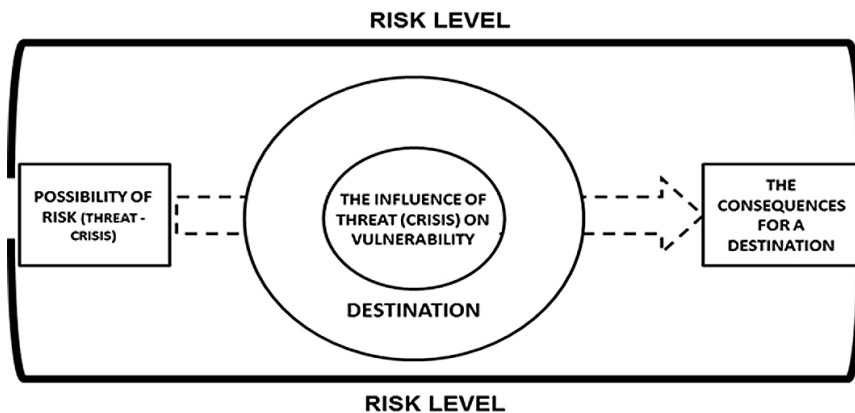 RISK LEVEL
POSSIBILITY OF
RISK (THREAT -
CRISIS)
THE INFLUENCE OF
THREAT (CRISIS) ON
VULNERABILITY
DESTINATION
THE
CONSEQUENCES
FOR A
DESTINATION
RISK LEVEL